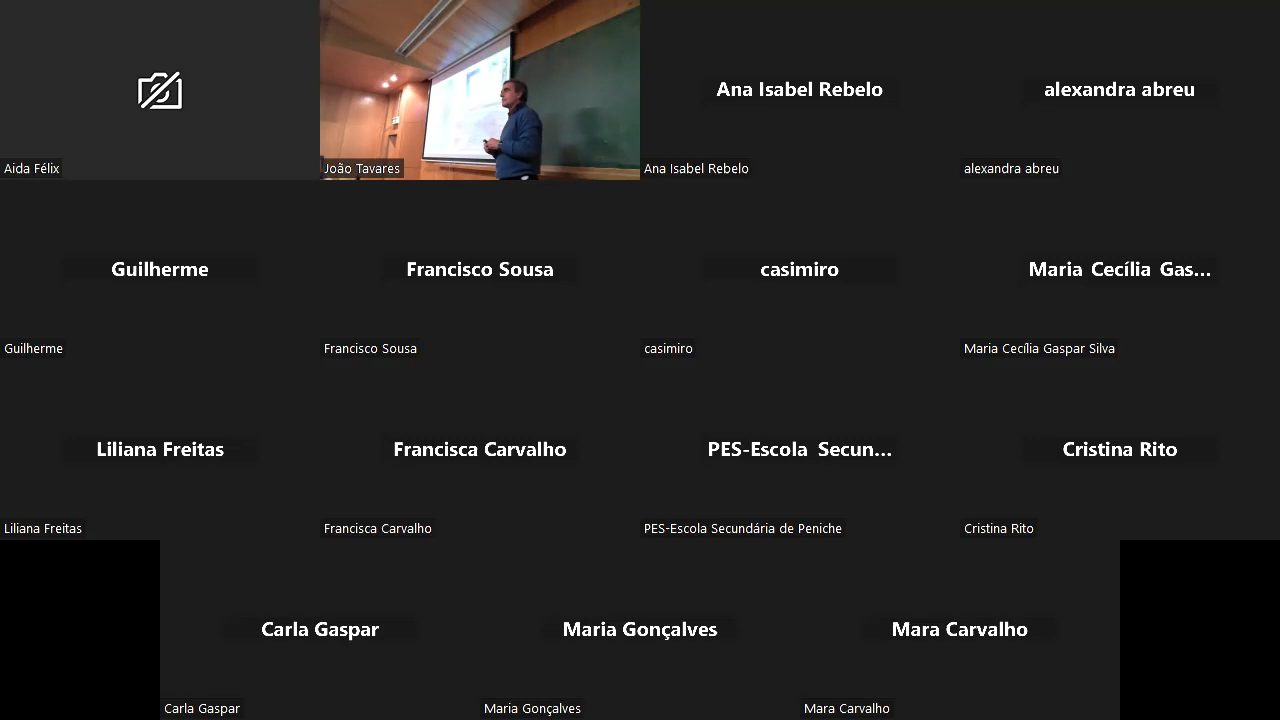 Aida Félix
João Tavares
Ana Isabel Rebelo
Ana Isabel Rebelo
alexandra abreu
alexandra abreu
Guilherme
Guilherme
Francisco Sousa
Francisco Sousa
casimiro
casimiro
Maria Cecília Gas...
Maria Cecília Gaspar Silva
Liliana Freitas
Liliana Freitas
Francisca Carvalho
Francisca Carvalho
PES-Escola Secun...
PES-Escola Secundária de Peniche
Cristina Rito
Cristina Rito
Carla Gaspar
Carla Gaspar
Maria Gonçalves
Maria Gonçalves
Mara Carvalho
Mara Carvalho